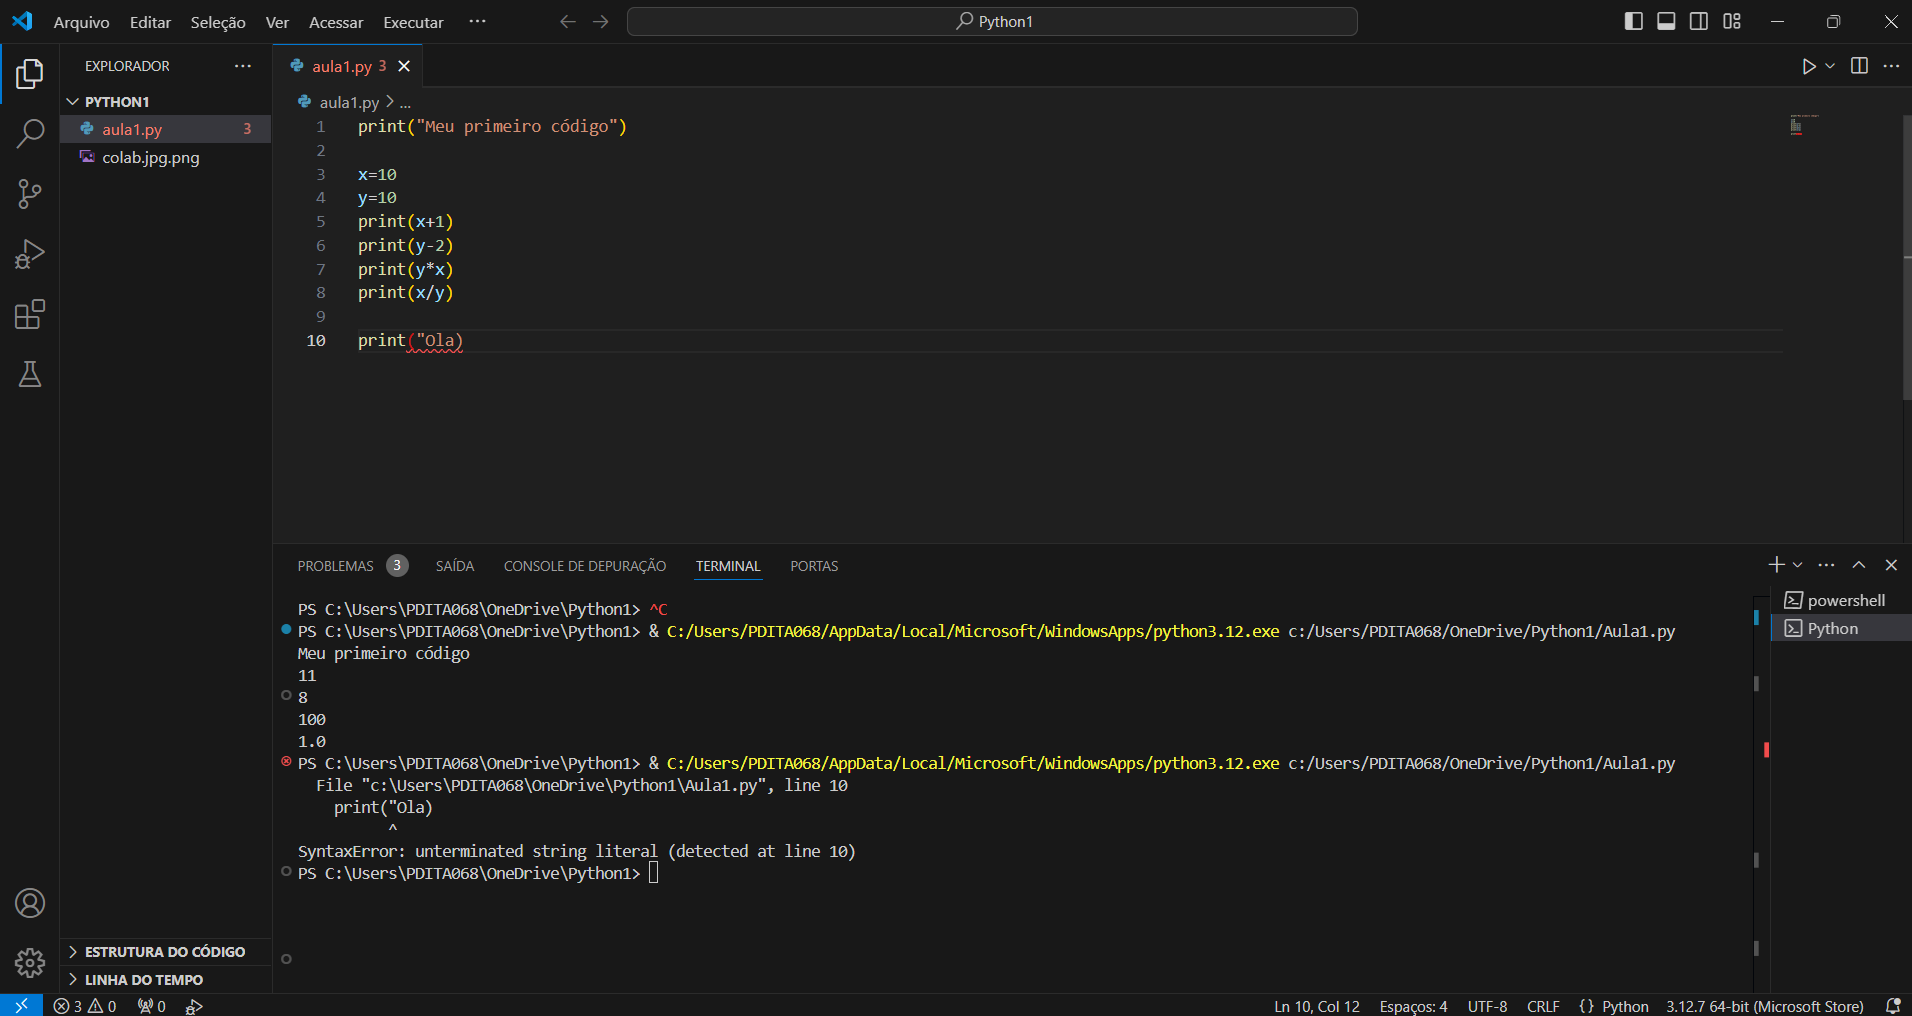 Arquivo Editar Seleção Ver Acessar Executar ··· Python1
EXPLORADOR ···
PYTHON1
aula1.py 3
colab.jpg.png
ESTRUTURA DO CÓDIGO
LINHA DO TEMPO
aula1.py 3
aula1.py > ...
1 print("Meu primeiro código")
2
3 x=10
4 y=10
5 print(x+1)
6 print(y-2)
7 print(y*x)
8 print(x/y)
9
10 print("Ola)
PROBLEMAS 3 SAÍDA CONSOLE DE DEPURAÇÃO TERMINAL PORTAS
PS C:\Users\PDITA068\OneDrive\Python1> ^C
PS C:\Users\PDITA068\OneDrive\Python1> & C:/Users/PDITA068/AppData/Local/Microsoft/WindowsApps/python3.12.exe c:/Users/PDITA068/OneDrive/Python1/Aula1.py
Meu primeiro código
11
8
100
1.0
PS C:\Users\PDITA068\OneDrive\Python1> & C:/Users/PDITA068/AppData/Local/Microsoft/WindowsApps/python3.12.exe c:/Users/PDITA068/OneDrive/Python1/Aula1.py
File "c:\Users\PDITA068\OneDrive\Python1\Aula1.py", line 10
print("Ola)
^
SyntaxError: unterminated string literal (detected at line 10)
PS C:\Users\PDITA068\OneDrive\Python1>
powershell
Python
3 0 0 Ln 10, Col 12 Espaços: 4 UTF-8 CRLF {} Python 3.12.7 64-bit (Microsoft Store)